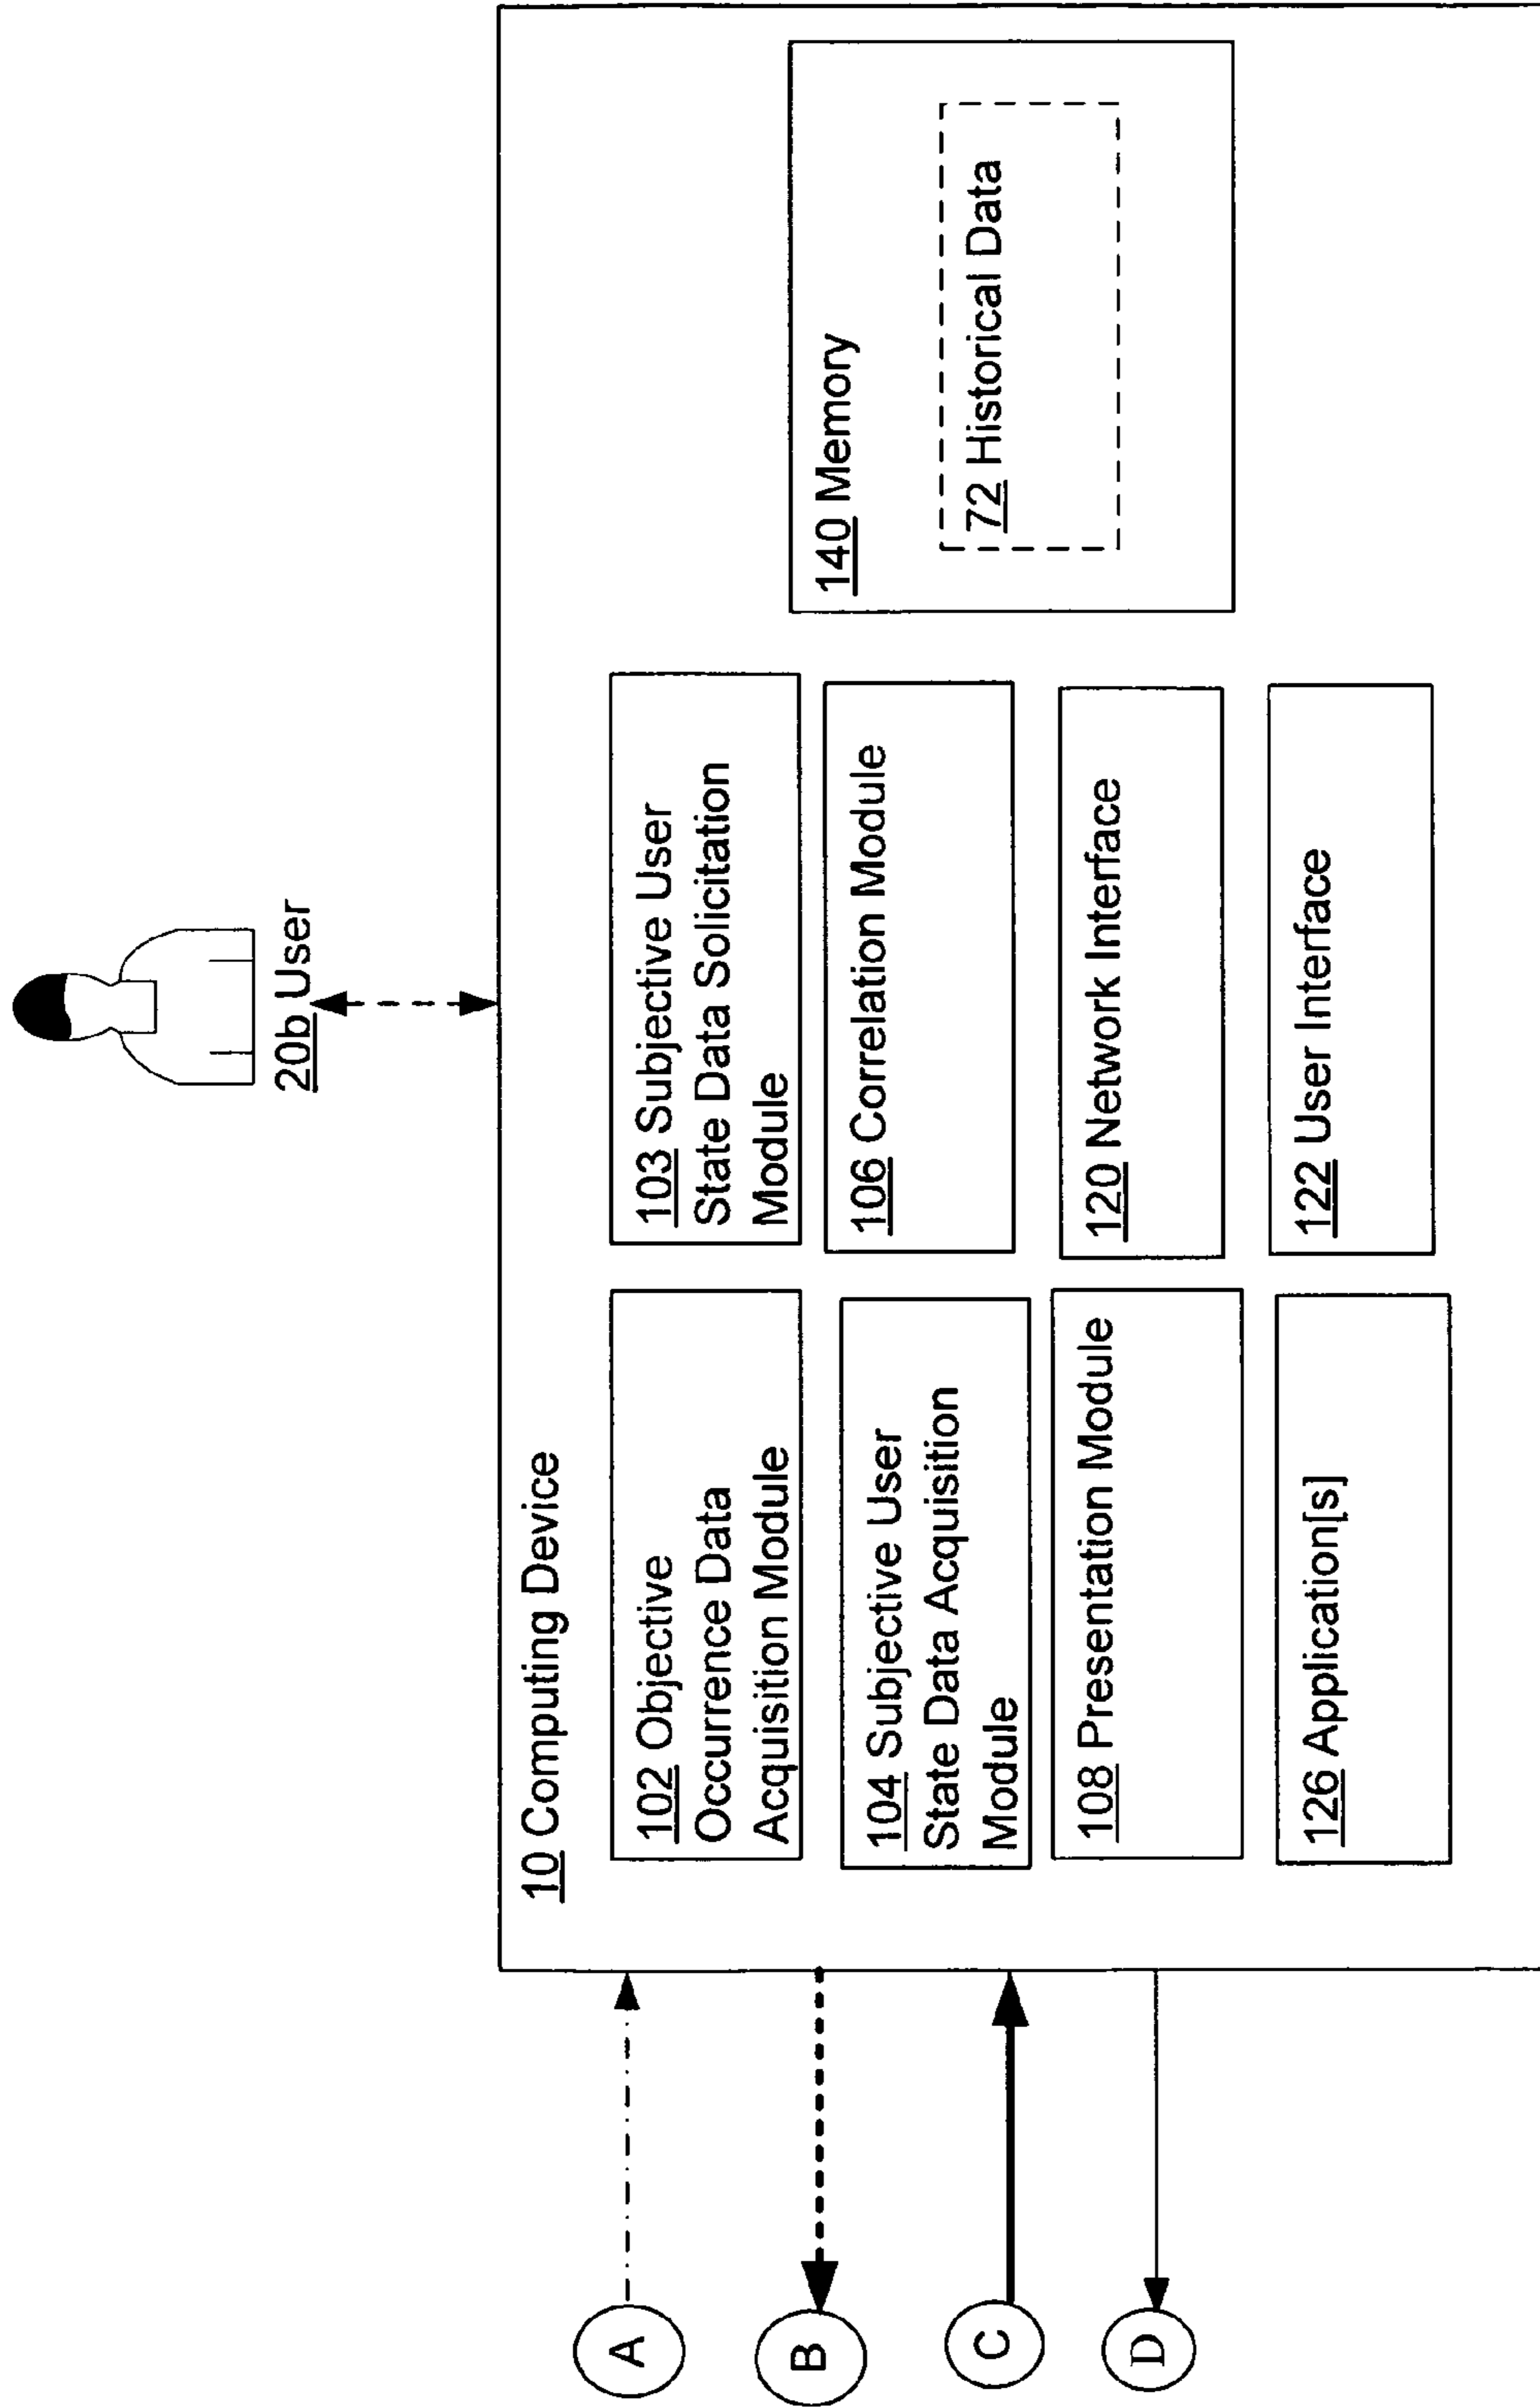 20b User
10 Computing Device
102 Objective
Occurrence Data
Acquisition Module
103 Subjective User
State Data Solicitation
Module
104 Subjective User
State Data Acquisition
Module
106 Correlation Module
108 Presentation Module
120 Network Interface
126 Application[s]
122 User Interface
140 Memory
72 Historical Data
A
B
C
D